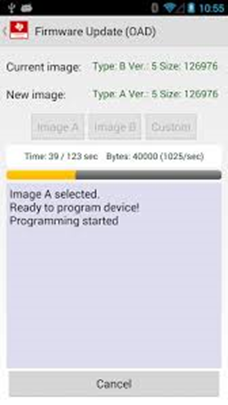 10:55
Firmware Update (OAD)
Current image: Type: B Ver.: 5 Size: 126976
New image: Type: A Ver.: 5 Size: 126976
Image A Image B Custom
Time: 39 / 123 sec Bytes: 40000 (1025/sec)
Image A selected.
Ready to program device!
Programming started
Cancel